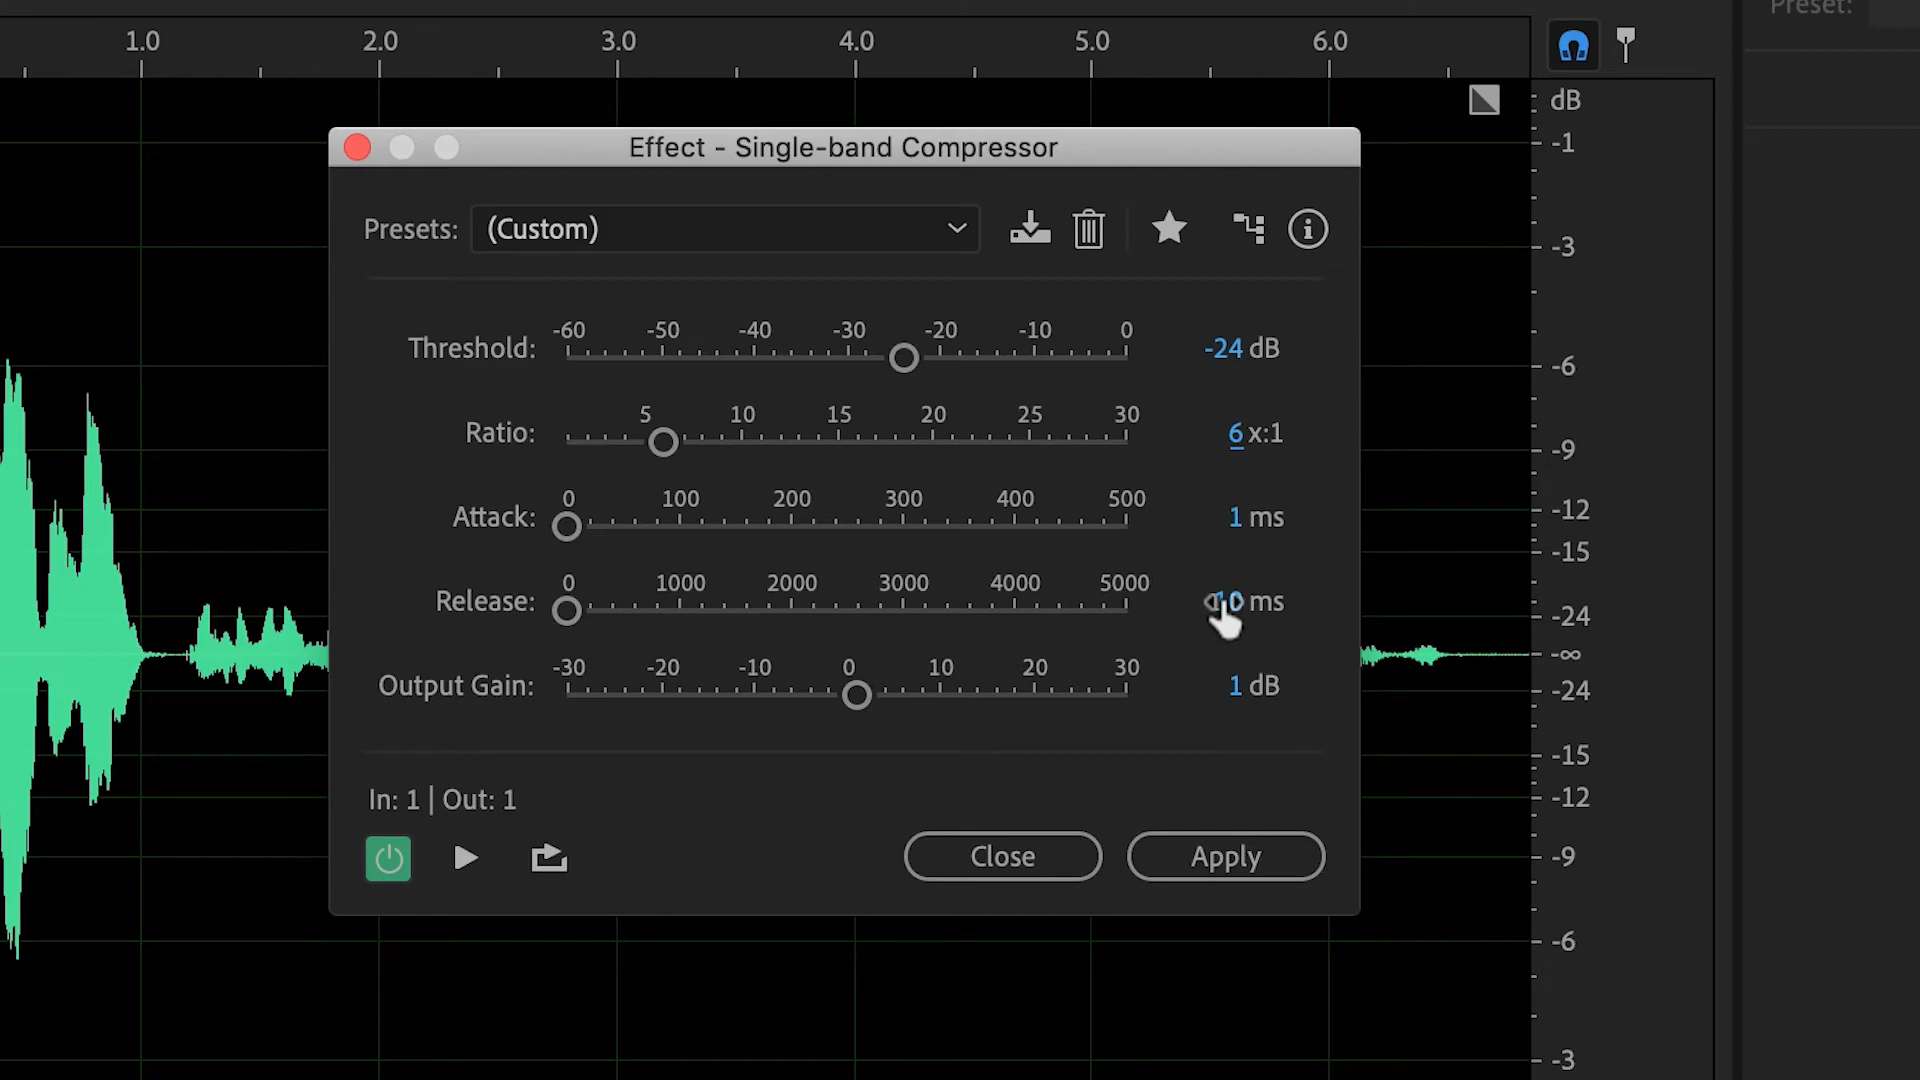 Preset:
1.0 2.0 3.0 4.0 5.0 6.0
dB
Effect - Single-band Compressor
-1
Presets: (Custom)
-3
-60 -50 -40 -30 -20 -10 0
Threshold: -24 dB
-6
5 10 15 20 25 30
Ratio: 6 x:1
-9
0 100 200 300 400 500
Attack: 1 ms
-12
-15
0 1000 2000 3000 4000 5000
Release: ms
-24
-∞
-30 -20 -10 0 10 20 30
Output Gain: 1 dB
-24
-15
In: 1 | Out: 1
-12
Close Apply
-9
-6
-3